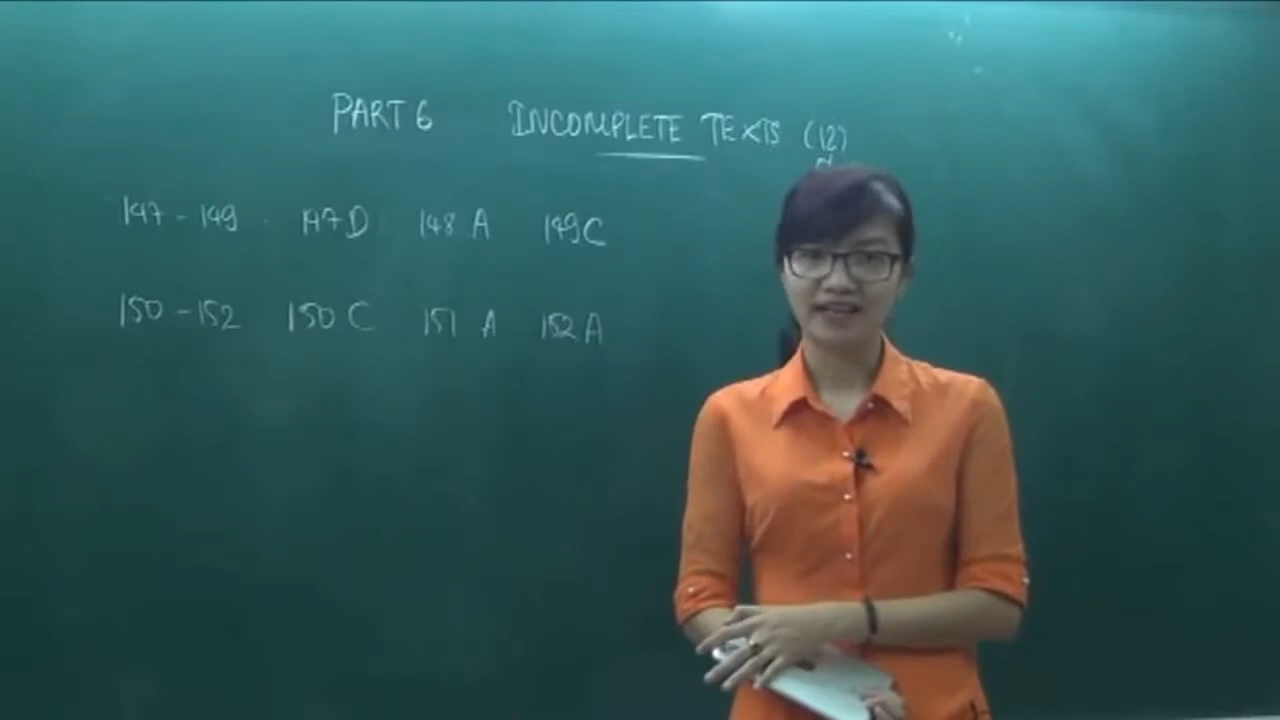 PART 6 INCOMPLETE TEXTS (12)
147 - 149 147 D 148 A 149 C
150 - 152 150 C 151 A 152 A